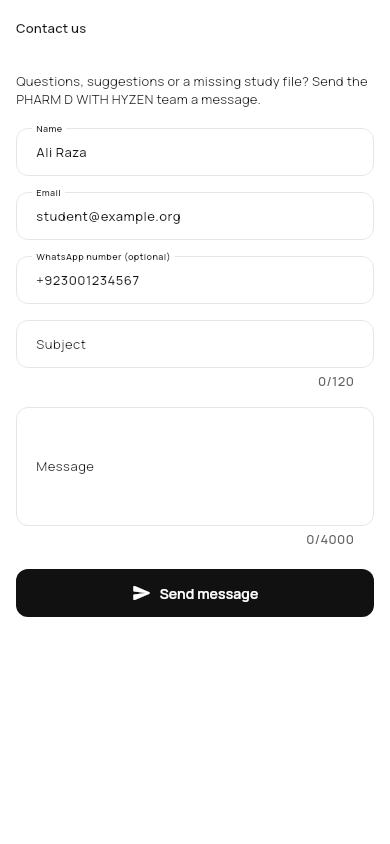 Contact us
Questions, suggestions or a missing study file? Send the
PHARM D WITH HYZEN team a message.
Name
Ali Raza
Email
student@example.org
WhatsApp number (optional)
+923001234567
Subject
0/120
Message
0/4000
Send message